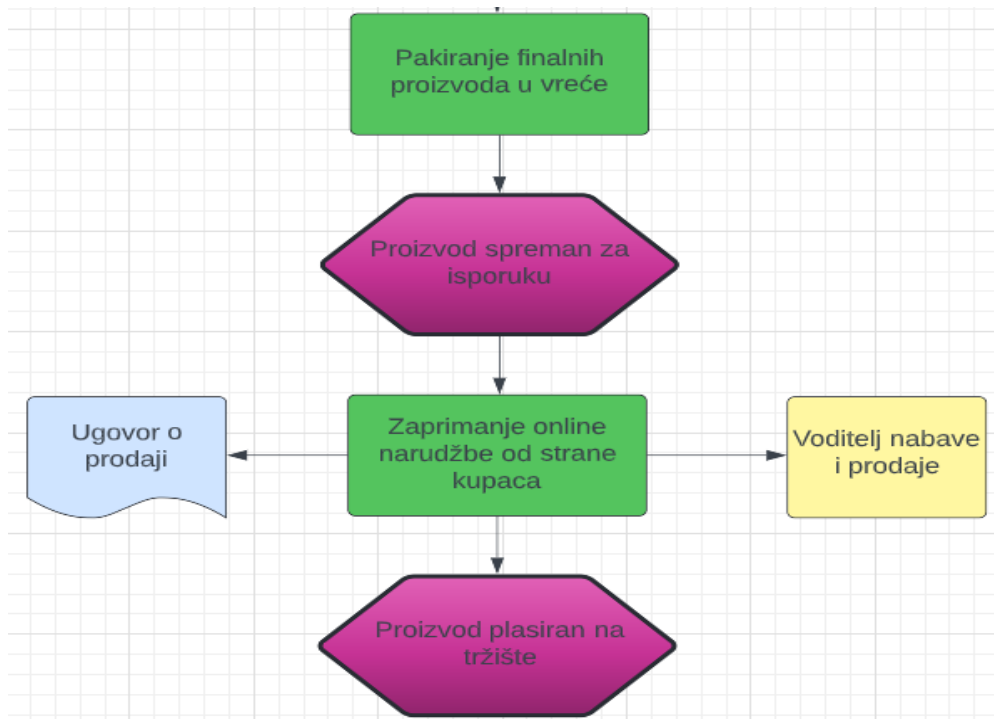 Pakiranje finalnih
proizvoda u vreće
Proizvod spreman za
isporuku
Ugovor o
prodaji
Zaprimanje online
narudžbe od strane
kupaca
Voditelj nabave
i prodaje
Proizvod plasiran na
tržište